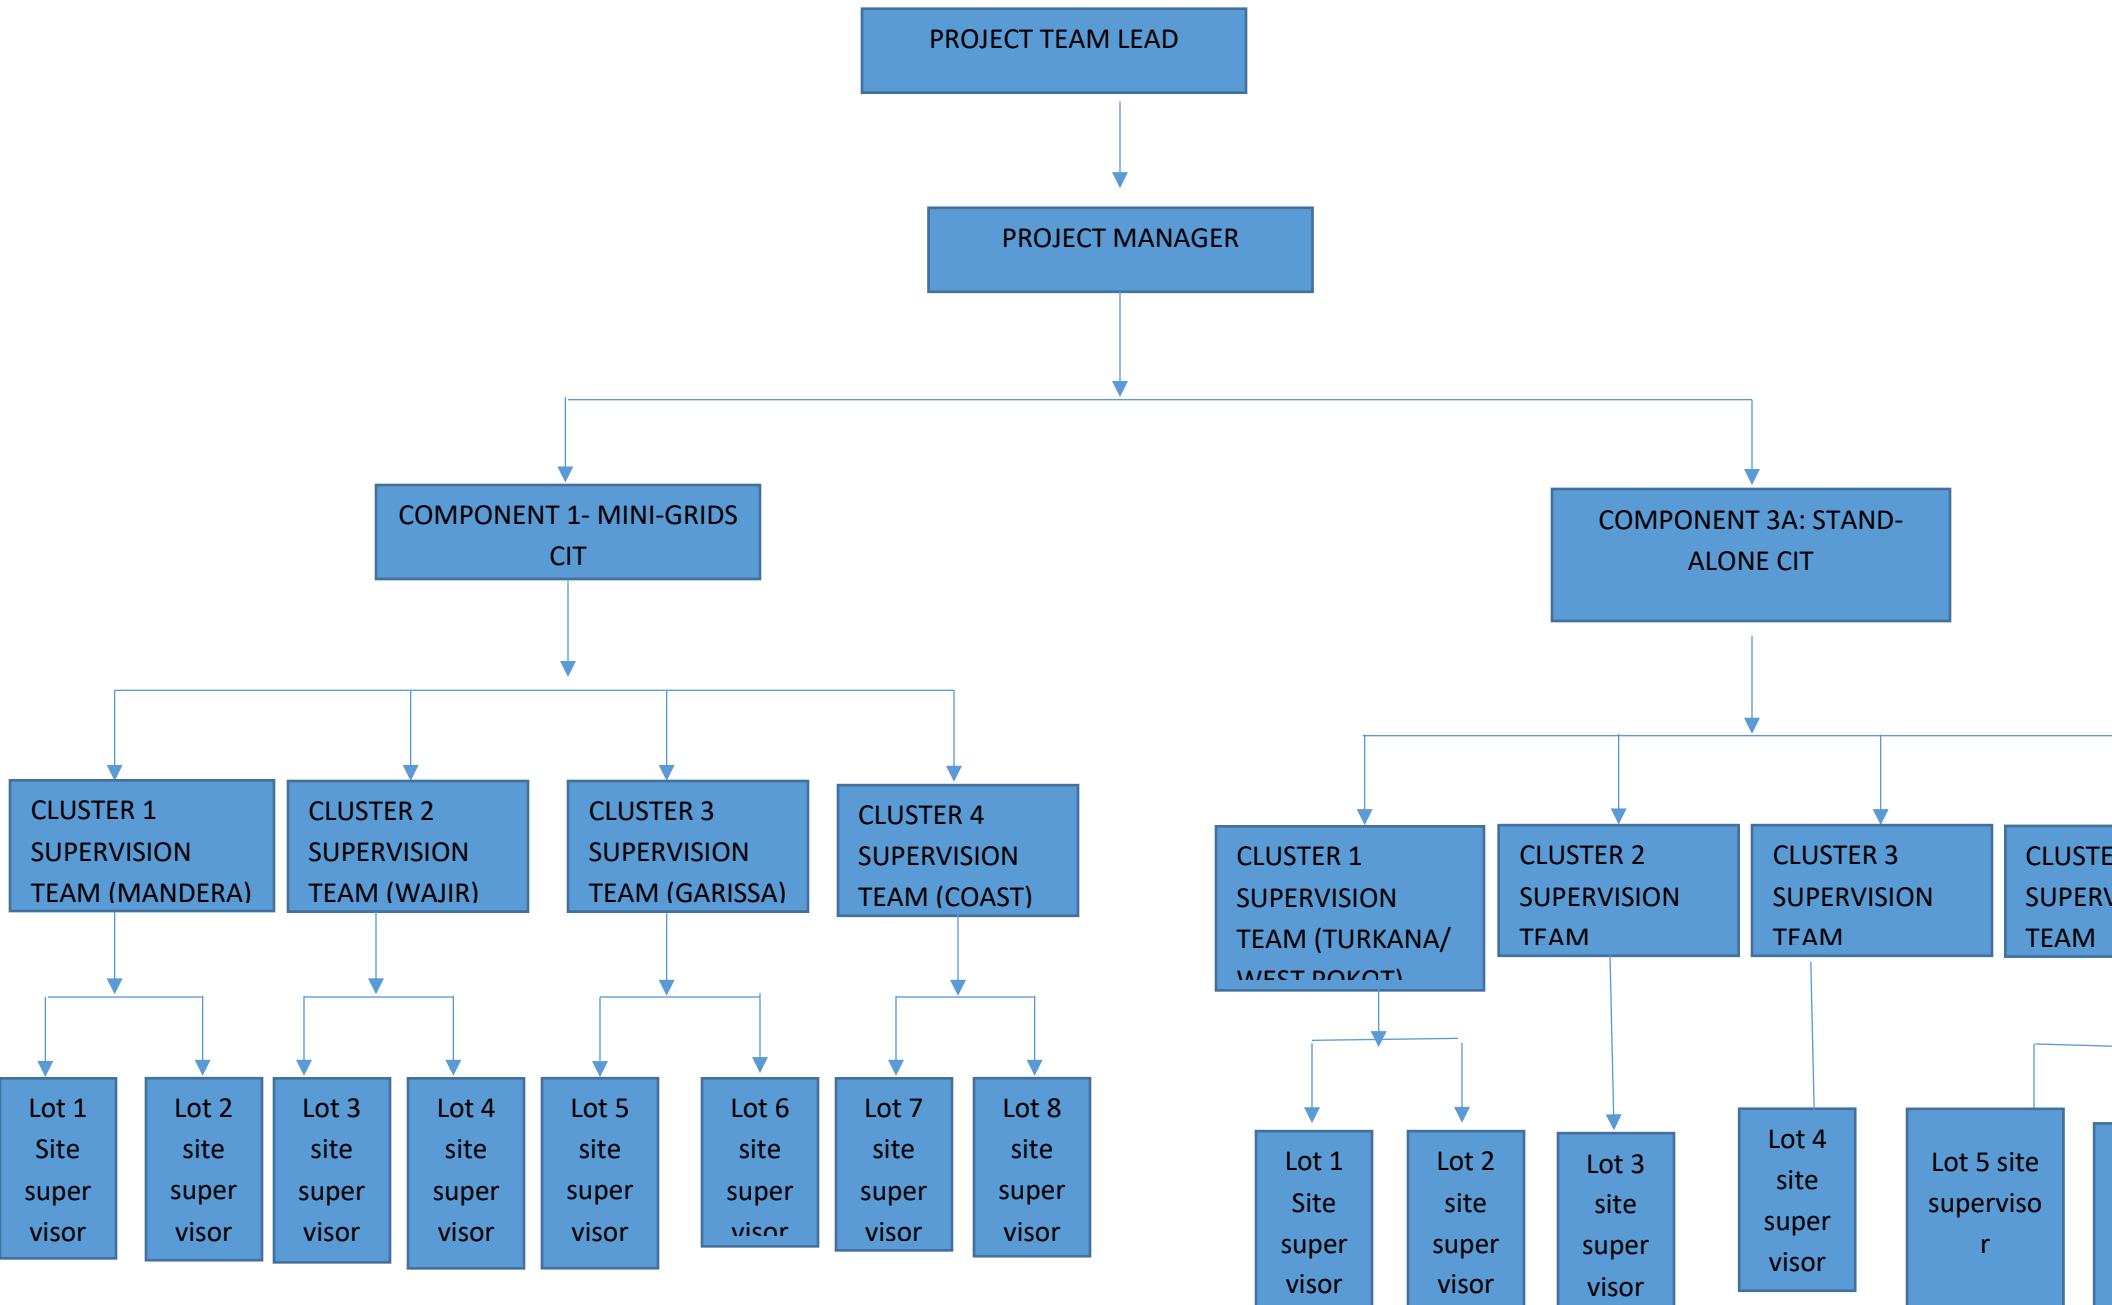 PROJECT TEAM LEAD
PROJECT MANAGER
COMPONENT 1- MINI-GRIDS
CIT
COMPONENT 3A: STAND-
ALONE CIT
CLUSTER 1
SUPERVISION
TEAM (MANDERA)
CLUSTER 2
SUPERVISION
TEAM (WAJIR)
CLUSTER 3
SUPERVISION
TEAM (GARISSA)
CLUSTER 4
SUPERVISION
TEAM (COAST)
CLUSTER 1
SUPERVISION
TEAM (TURKANA/
WEST POKOT)
CLUSTER 2
SUPERVISION
TEAM
CLUSTER 3
SUPERVISION
TEAM
TEAM
Lot 1
Site
super
visor
Lot 2
site
super
visor
Lot 3
site
super
visor
Lot 4
site
super
visor
Lot 5
site
super
visor
Lot 6
site
super
visor
Lot 7
site
super
visor
Lot 8
site
super
visor
Lot 1
Site
super
visor
Lot 2
site
super
visor
Lot 3
site
super
visor
Lot 4
site
super
visor
Lot 5 site
superviso
r